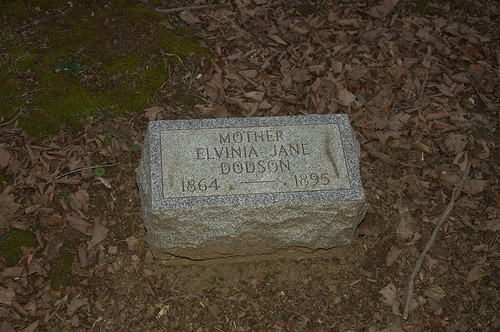 MOTHER
ELVINIA JANE
DODSON
1864 — 1895